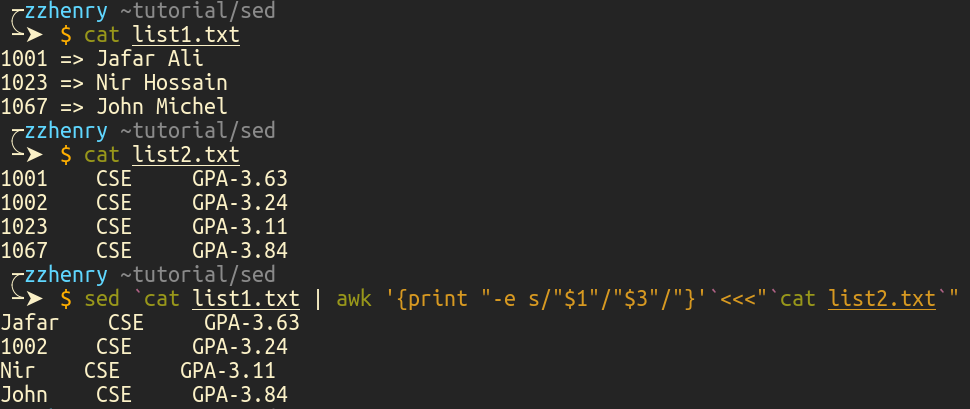 zzhenry ~tutorial/sed
$ cat list1.txt
1001 => Jafar Ali
1023 => Nir Hossain
1067 => John Michel
zzhenry ~tutorial/sed
$ cat list2.txt
1001    CSE     GPA-3.63
1002    CSE     GPA-3.24
1023    CSE     GPA-3.11
1067    CSE     GPA-3.84
zzhenry ~tutorial/sed
$ sed `cat list1.txt | awk '{print "-e s/"$1"/"$3"/"}'`<<<"`cat list2.txt`"
Jafar    CSE     GPA-3.63
1002    CSE     GPA-3.24
Nir    CSE     GPA-3.11
John    CSE     GPA-3.84